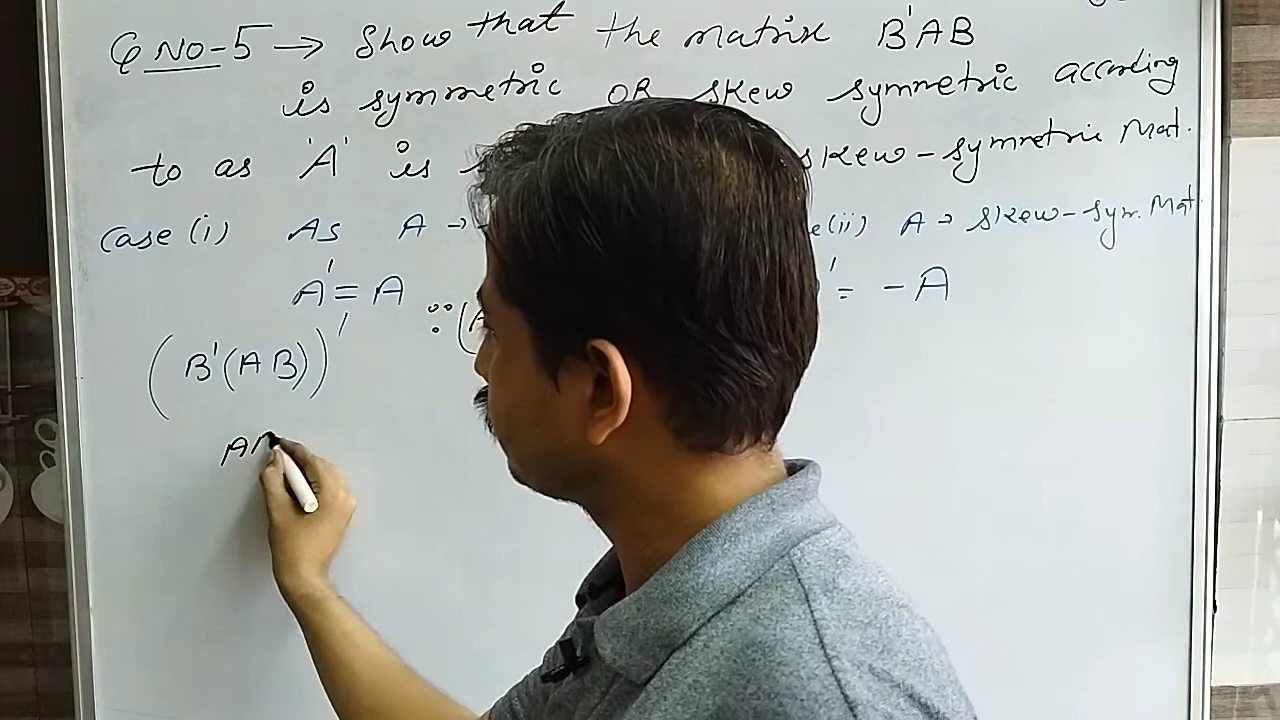 Q NO-5 → Show that the matrix B'AB
is symmetric OR skew symmetric according
to as 'A' is skew-symmetric Mat.
case (i) As A → (ii) A → skew-sym. Mat
A' = A ' = -A
∵ (A
(B'(AB))'